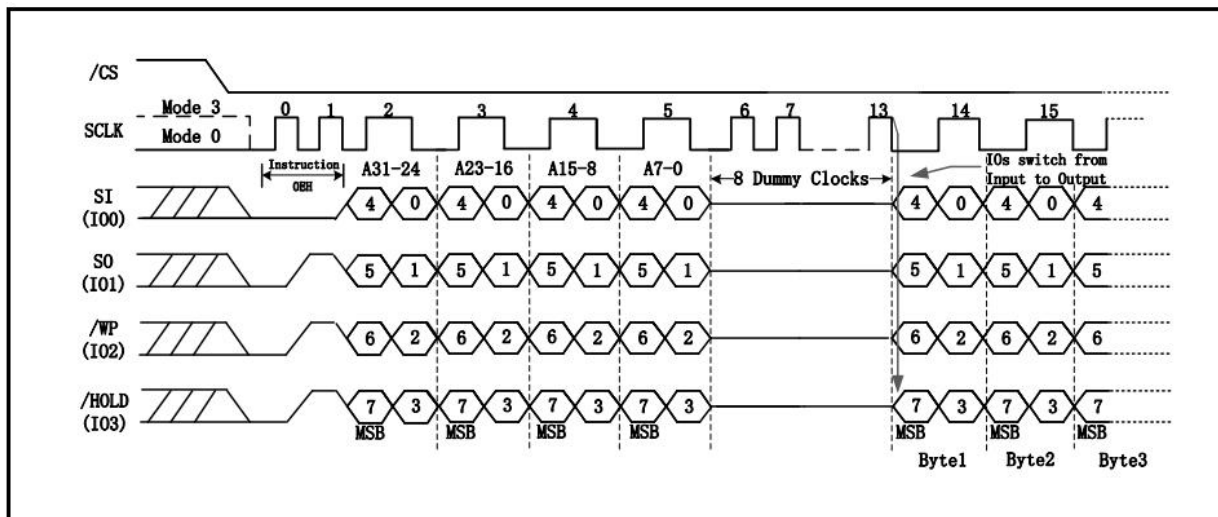 /CS
Mode 3
SCLK
Mode 0
0 1 2 3 4 5 6 7 13 14 15
Instruction
0EH
A31-24 A23-16 A15-8 A7-0
8 Dummy Clocks
IOs switch from
Input to Output
SI
(IO0)
4 0 4 0 4 0 4 0 4 0 4 0 4
SO
(IO1)
5 1 5 1 5 1 5 1 5 1 5 1 5
/WP
(IO2)
6 2 6 2 6 2 6 2 6 2 6 2 6
/HOLD
(IO3)
7 3 7 3 7 3 7 3 7 3 7 3 7
MSB MSB MSB MSB MSB MSB MSB
Byte1 Byte2 Byte3